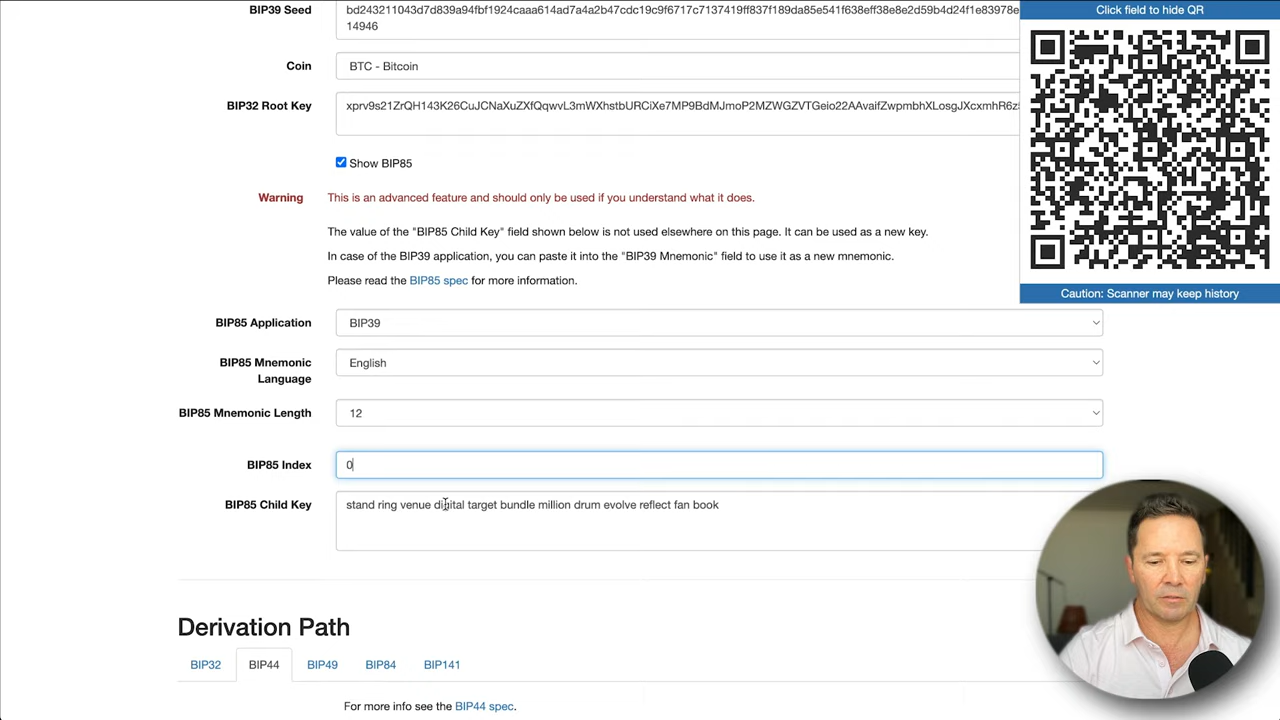 Click field to hide QR
BIP39 Seed
bd243211043d7d839a94fbf1924caaa614ad7a4a2b47cdc19c9f6717c7137419ff837f189da85e541f638eff38e8e2d59b4d24f1e83978e
14946
Coin
BTC - Bitcoin
BIP32 Root Key
Show BIP85
Warning
This is an advanced feature and should only be used if you understand what it does.
The value of the "BIP85 Child Key" field shown below is not used elsewhere on this page. It can be used as a new key.
In case of the BIP39 application, you can paste it into the "BIP39 Mnemonic" field to use it as a new mnemonic.
Please read the BIP85 spec for more information.
Caution: Scanner may keep history
BIP85 Application
BIP39
BIP85 Mnemonic
Language
English
BIP85 Mnemonic Length
12
BIP85 Index
0
BIP85 Child Key
stand ring venue digital target bundle million drum evolve reflect fan book
Derivation Path
BIP32 BIP44 BIP49 BIP84 BIP141
For more info see the BIP44 spec.